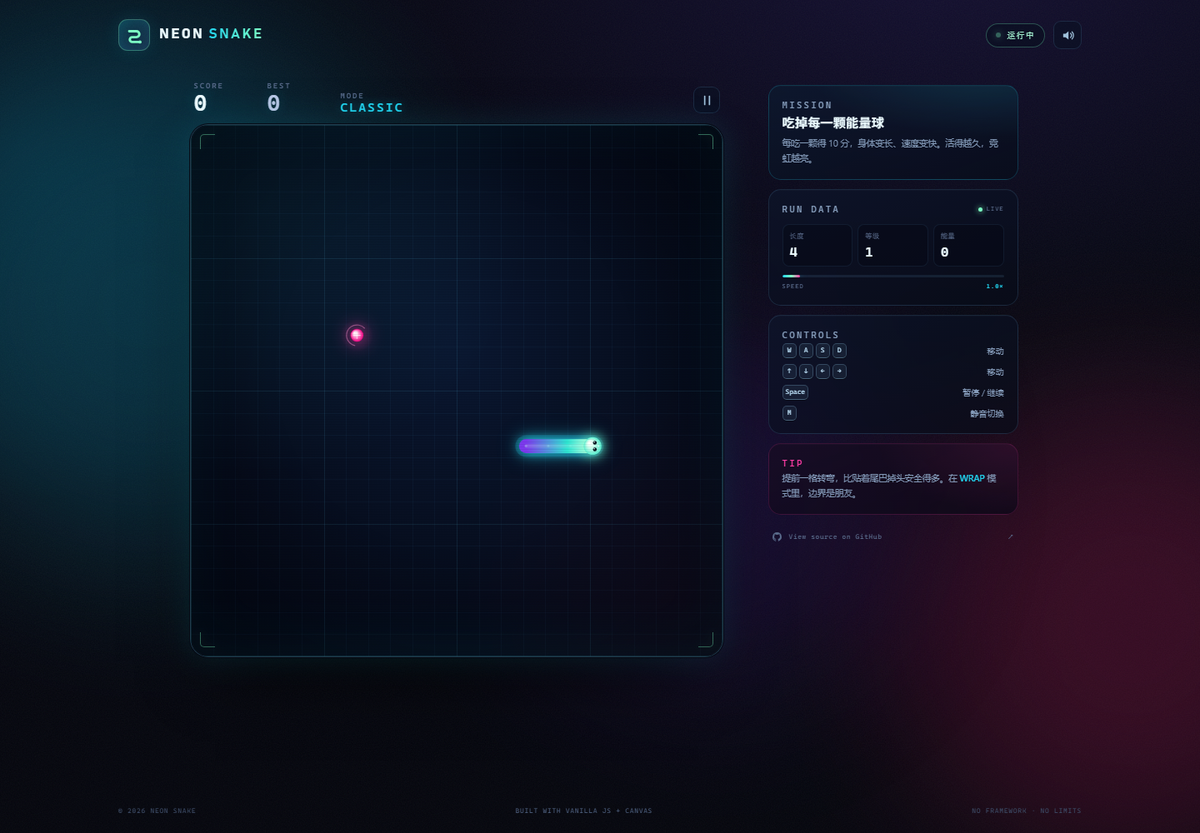 NEON SNAKE
运行中
SCORE
0
BEST
0
MODE
CLASSIC
MISSION
吃掉每一颗能量球
每吃一颗得 10 分，身体变长、速度变快。活得越久，霓
虹越亮。
RUN DATA
LIVE
长度
4
等级
1
能量
0
SPEED
1.0×
CONTROLS
W A S D
移动
↑ ↓ ← →
移动
Space
暂停 / 继续
M
静音切换
TIP
提前一格转弯，比贴着尾巴掉头安全得多。在 WRAP 模
式里，边界是朋友。
View source on GitHub ↗
© 2026 NEON SNAKE
BUILT WITH VANILLA JS + CANVAS
NO FRAMEWORK · NO LIMITS